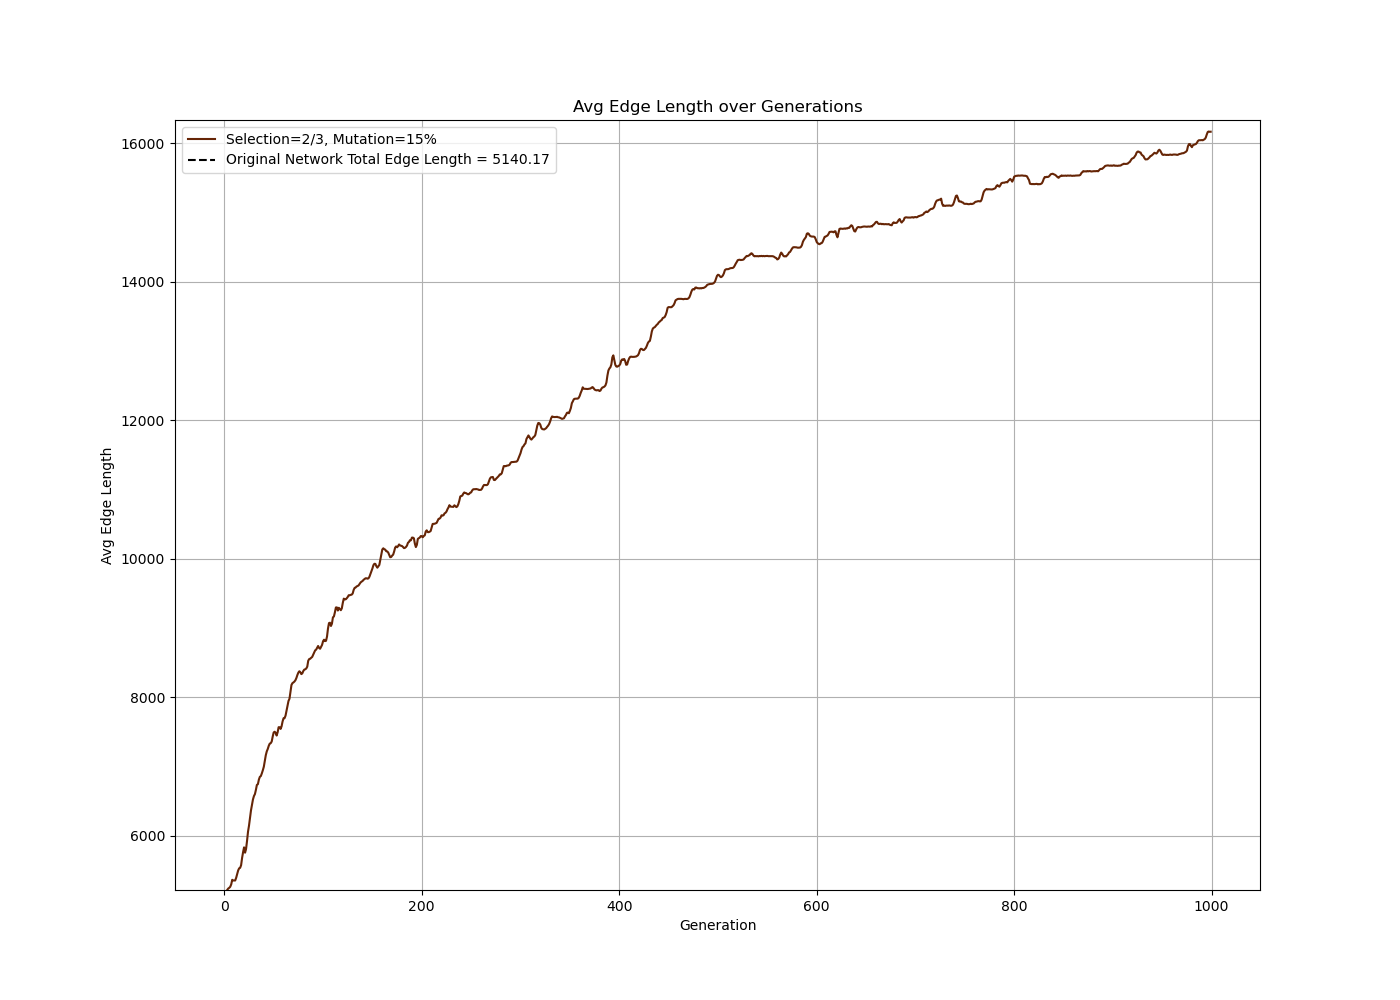 Avg Edge Length over Generations
Selection=2/3, Mutation=15%
Original Network Total Edge Length = 5140.17
16000
14000
12000
10000
8000
6000
Avg Edge Length
0 200 400 600 800 1000
Generation